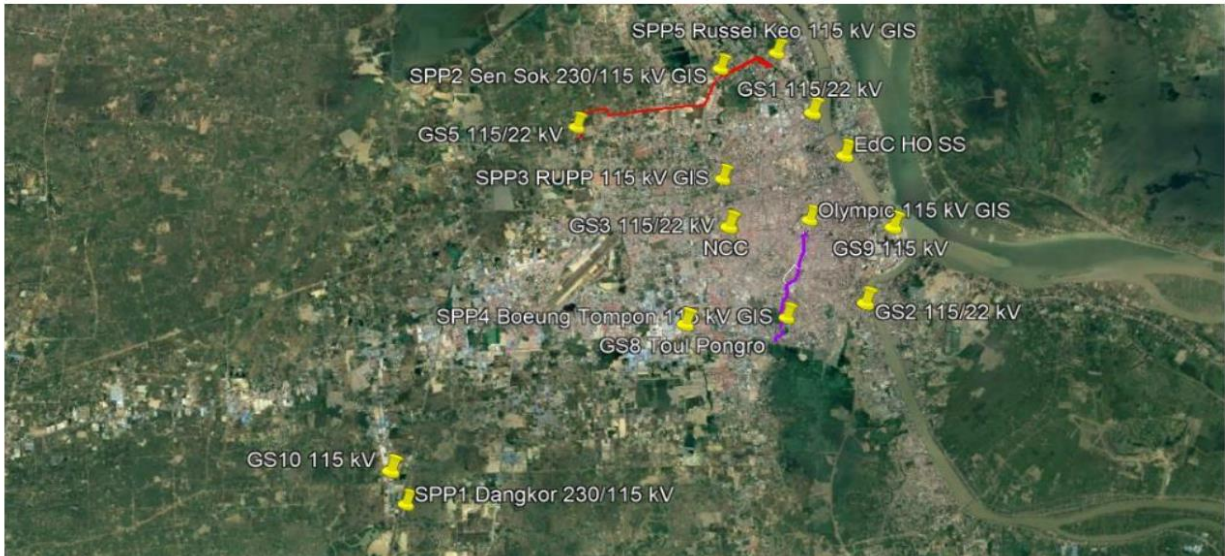 SPP5 Russei Keo 115 kV GIS
SPP2 Sen Sok 230/115 kV GIS
GS1 115/22 kV
GS5 115/22 kV
EdC HO SS
SPP3 RUPP 115 kV GIS
Olympic 115 kV GIS
GS3 115/22 kV
NCC
GS9 115 kV
GS2 115/22 kV
SPP4 Boeung Tompon 115 kV GIS
GS8 Toul Pongro
GS10 115 kV
SPP1 Dangkor 230/115 kV